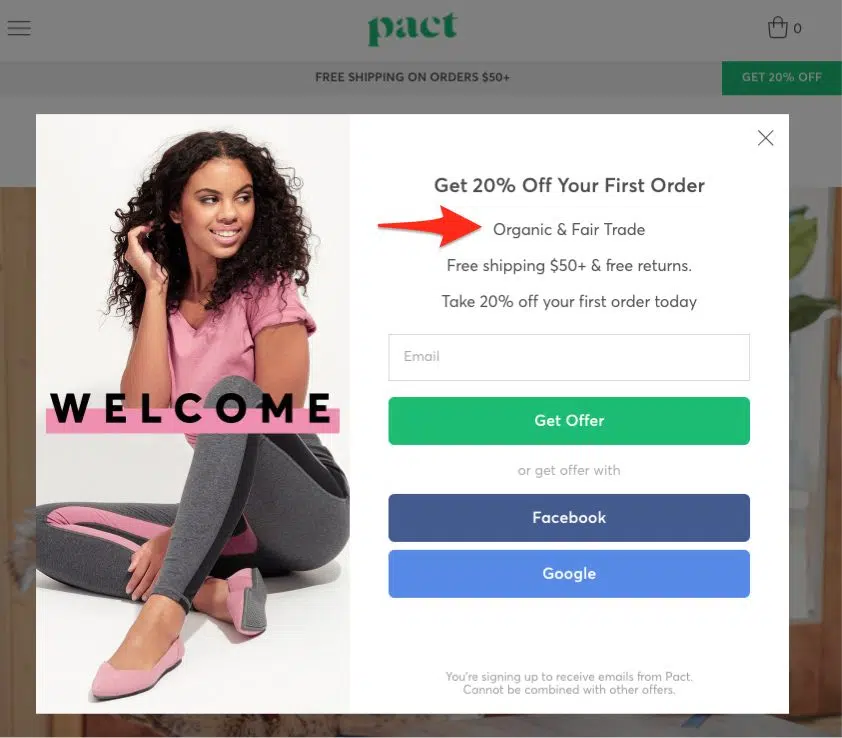 pact
0
FREE SHIPPING ON ORDERS $50+
GET 20% OFF
WELCOME
Get 20% Off Your First Order
Organic & Fair Trade
Free shipping $50+ & free returns.
Take 20% off your first order today
Email
Get Offer
or get offer with
Facebook
Google
You're signing up to receive emails from Pact.
Cannot be combined with other offers.